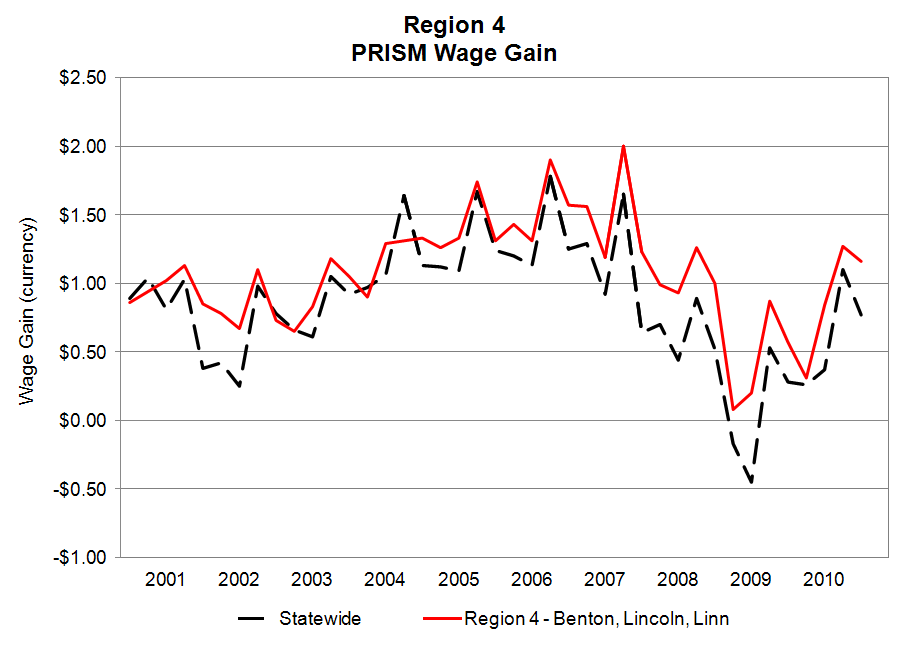 Region 4
PRISM Wage Gain
$2.50
$2.00
$1.50
$1.00
$0.50
$0.00
-$0.50
-$1.00
Wage Gain (currency)
2001 2002 2003 2004 2005 2006 2007 2008 2009 2010
Statewide Region 4 - Benton, Lincoln, Linn